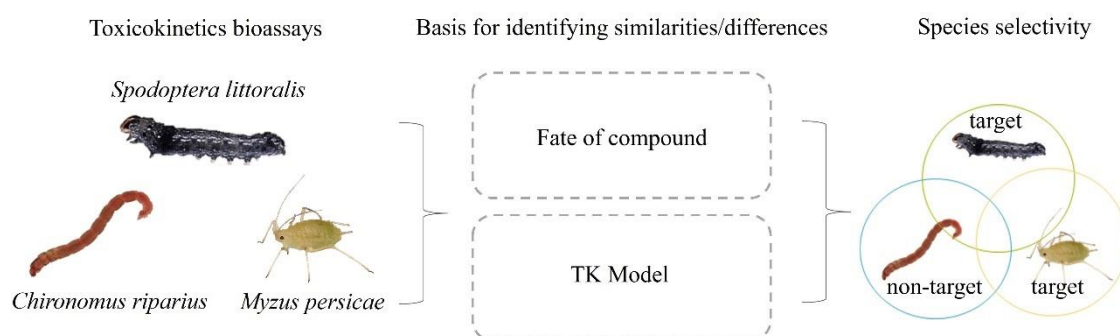 Toxicokinetics bioassays
Basis for identifying similarities/differences
Species selectivity
Spodoptera littoralis
Chironomus riparius
Myzus persicae
Fate of compound
TK Model
target
non-target
target